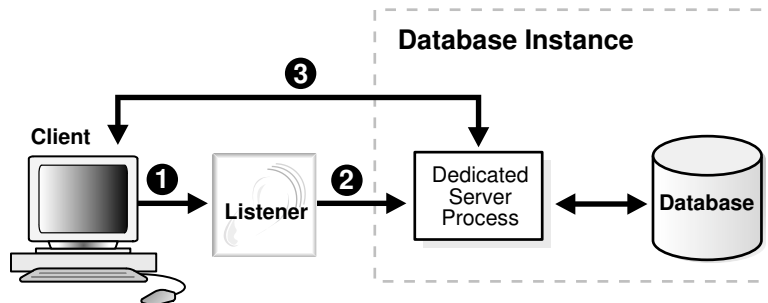 Database Instance
3
Client
1
Listener
2
Dedicated
Server
Process
Database